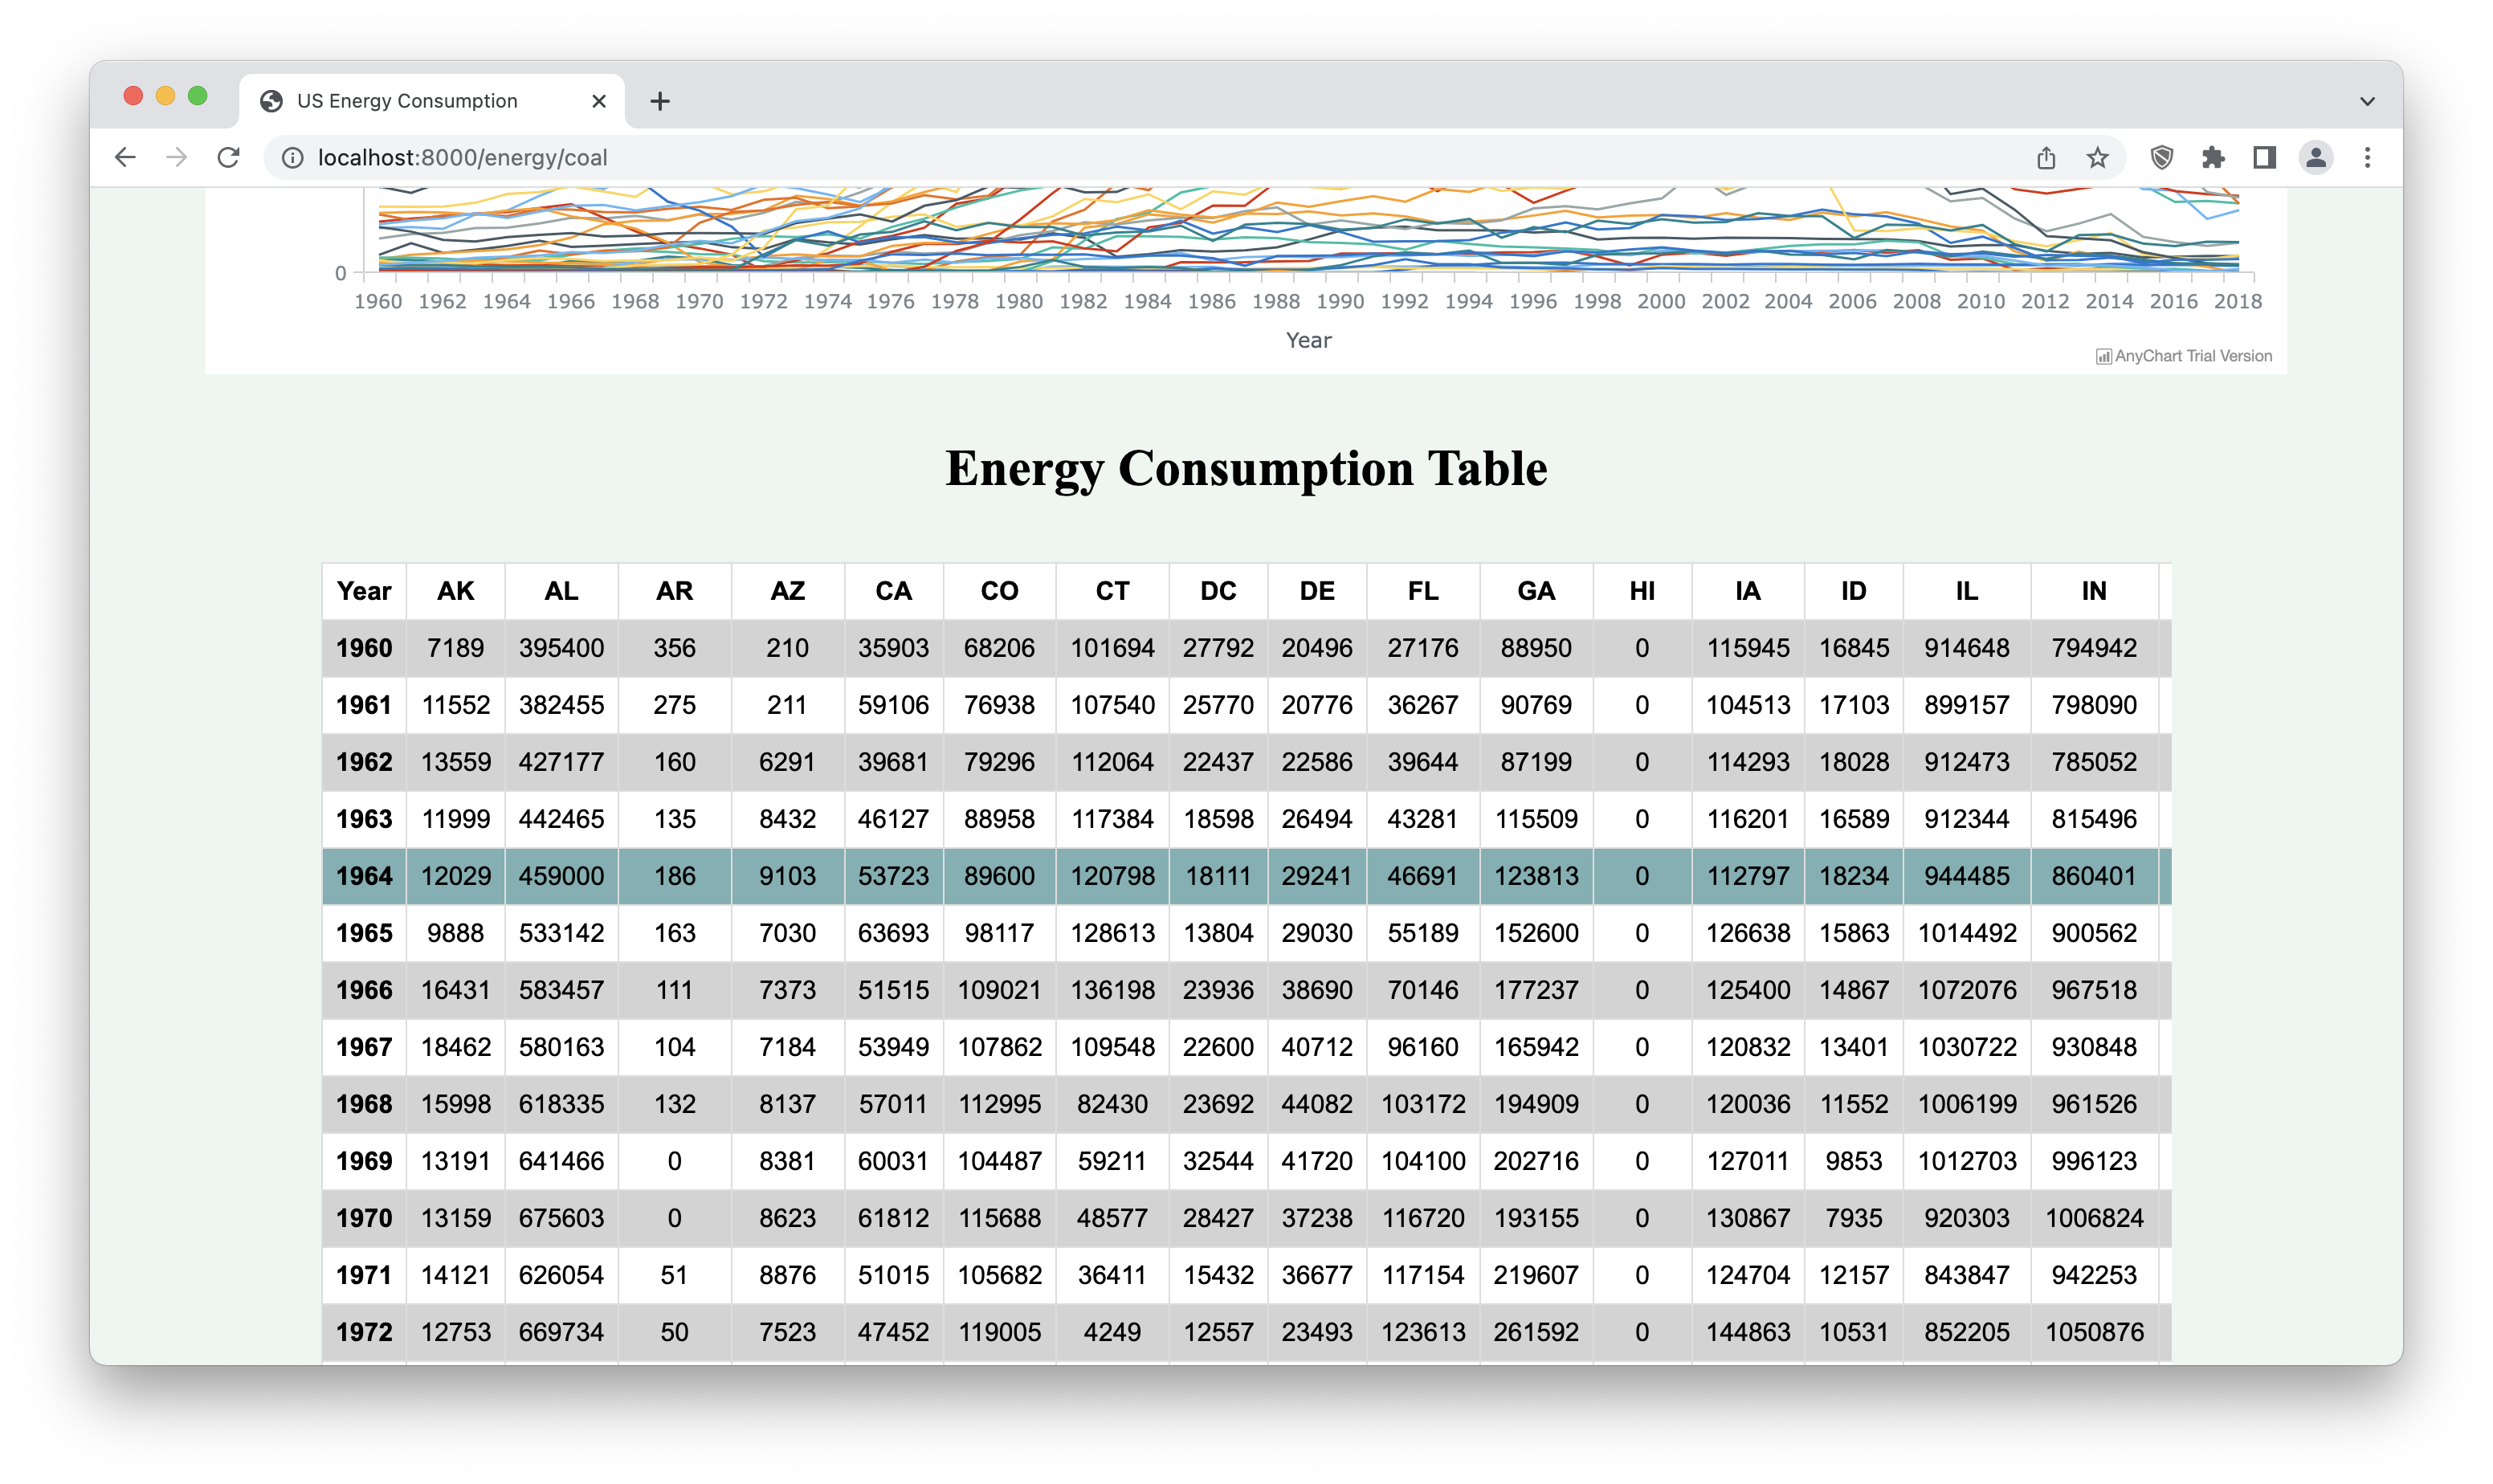 US Energy Consumption
localhost:8000/energy/coal
0
1960 1962 1964 1966 1968 1970 1972 1974 1976 1978 1980 1982 1984 1986 1988 1990 1992 1994 1996 1998 2000 2002 2004 2006 2008 2010 2012 2014 2016 2018
Year
AnyChart Trial Version
Energy Consumption Table
Year AK AL AR AZ CA CO CT DC DE FL GA HI IA ID IL IN
1960 7189 395400 356 210 35903 68206 101694 27792 20496 27176 88950 0 115945 16845 914648 794942
1961 11552 382455 275 211 59106 76938 107540 25770 20776 36267 90769 0 104513 17103 899157 798090
1962 13559 427177 160 6291 39681 79296 112064 22437 22586 39644 87199 0 114293 18028 912473 785052
1963 11999 442465 135 8432 46127 88958 117384 18598 26494 43281 115509 0 116201 16589 912344 815496
1964 12029 459000 186 9103 53723 89600 120798 18111 29241 46691 123813 0 112797 18234 944485 860401
1965 9888 533142 163 7030 63693 98117 128613 13804 29030 55189 152600 0 126638 15863 1014492 900562
1966 16431 583457 111 7373 51515 109021 136198 23936 38690 70146 177237 0 125400 14867 1072076 967518
1967 18462 580163 104 7184 53949 107862 109548 22600 40712 96160 165942 0 120832 13401 1030722 930848
1968 15998 618335 132 8137 57011 112995 82430 23692 44082 103172 194909 0 120036 11552 1006199 961526
1969 13191 641466 0 8381 60031 104487 59211 32544 41720 104100 202716 0 127011 9853 1012703 996123
1970 13159 675603 0 8623 61812 115688 48577 28427 37238 116720 193155 0 130867 7935 920303 1006824
1971 14121 626054 51 8876 51015 105682 36411 15432 36677 117154 219607 0 124704 12157 843847 942253
1972 12753 669734 50 7523 47452 119005 4249 12557 23493 123613 261592 0 144863 10531 852205 1050876